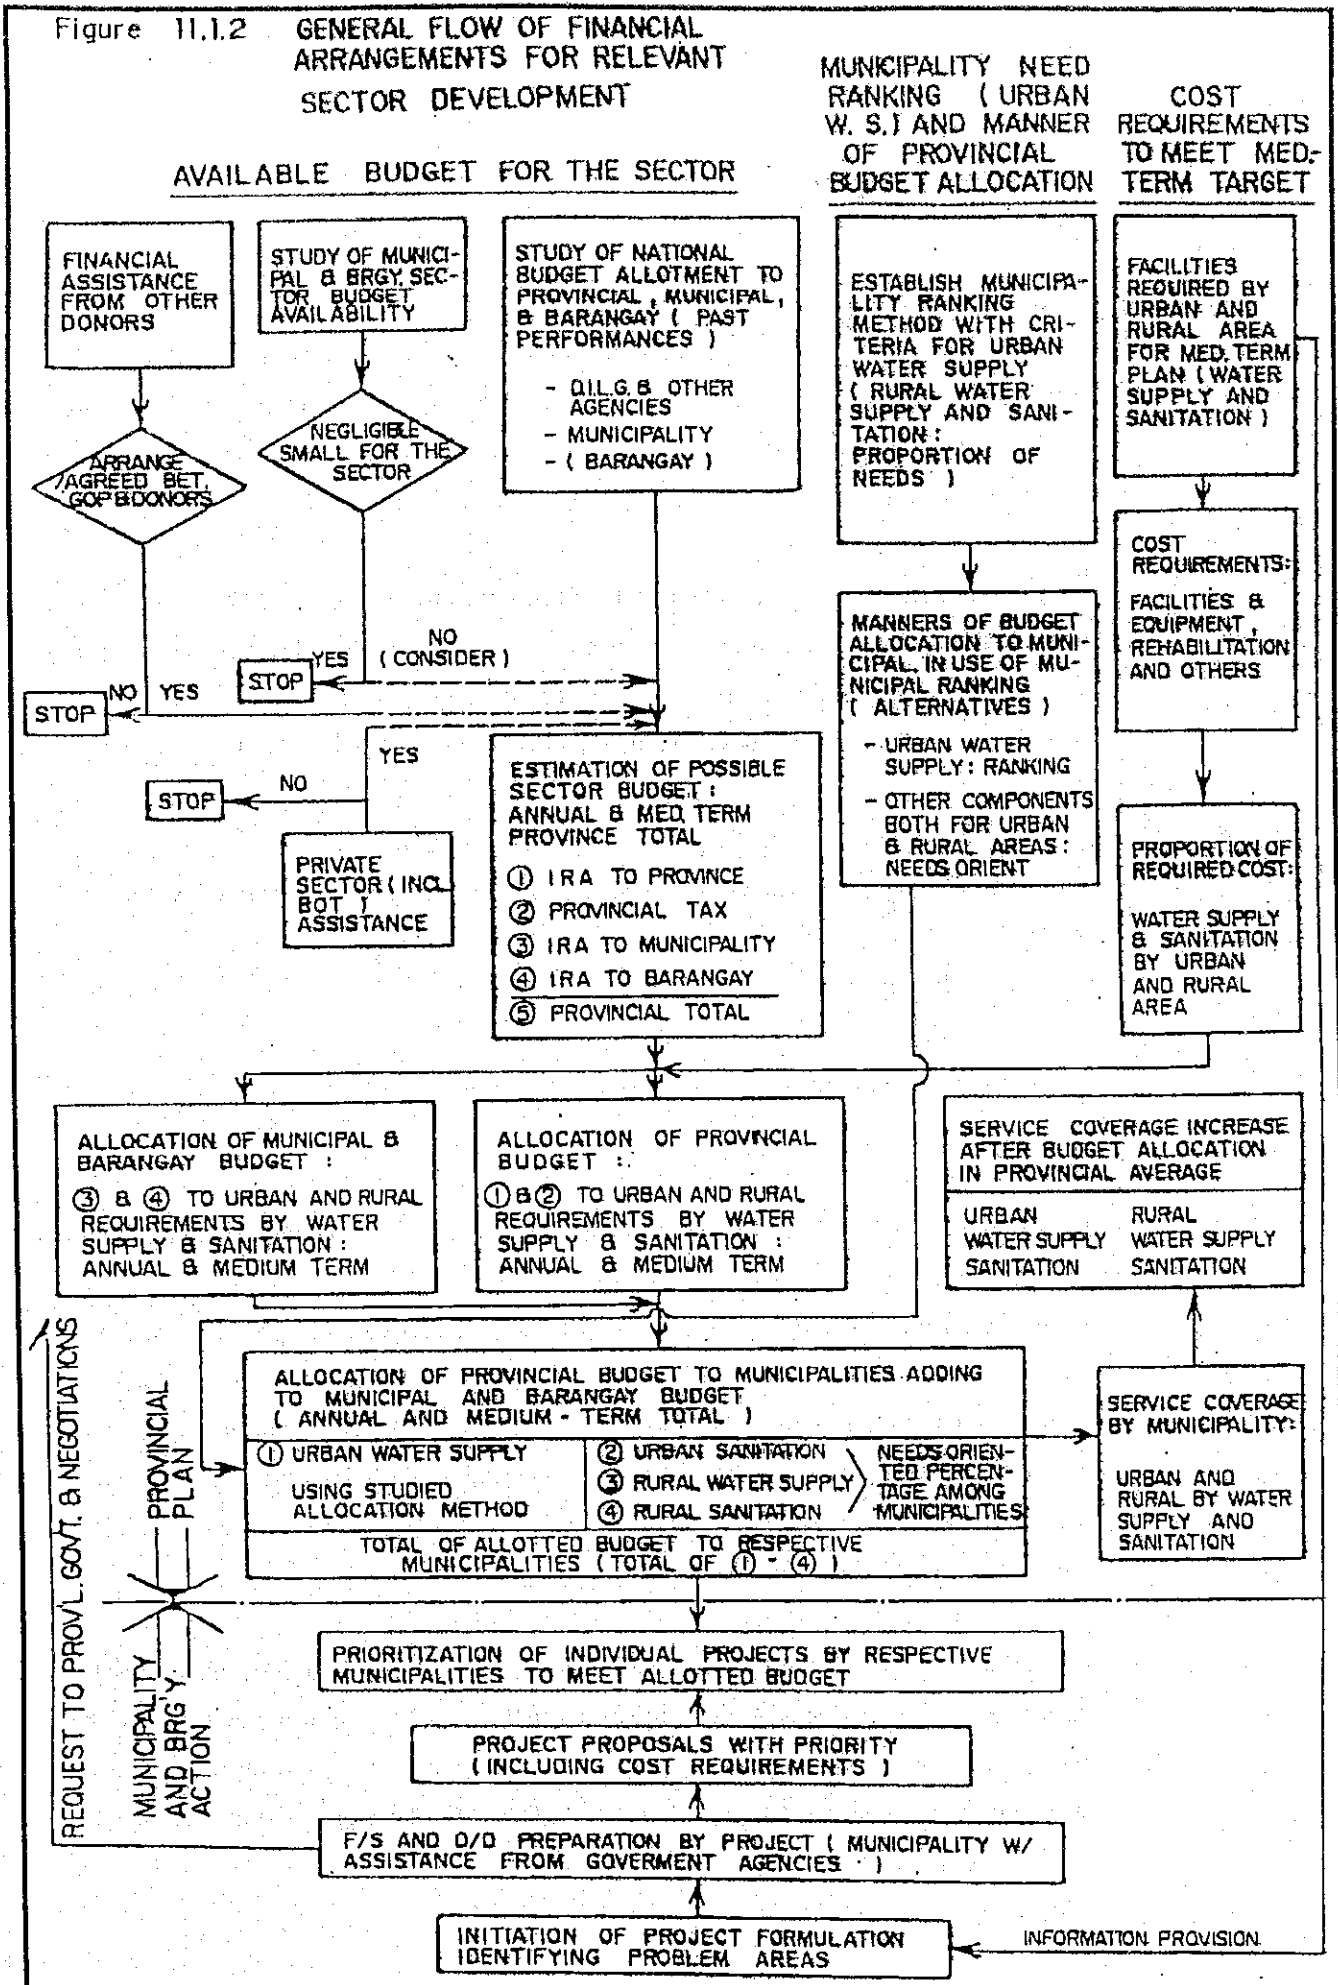 Figure 11.1.2 GENERAL FLOW OF FINANCIAL
ARRANGEMENTS FOR RELEVANT
SECTOR DEVELOPMENT
AVAILABLE BUDGET FOR THE SECTOR
MUNICIPALITY NEED
RANKING ( URBAN
W. S.) AND MANNER
OF PROVINCIAL
BUDGET ALLOCATION
COST
REQUIREMENTS
TO MEET MED.-
TERM TARGET
FINANCIAL
ASSISTANCE
FROM OTHER
DONORS
STUDY OF MUNICI-
PAL & BRGY. SEC-
TOR BUDGET
AVAILABILITY
STUDY OF NATIONAL
BUDGET ALLOTMENT TO
PROVINCIAL, MUNICIPAL,
& BARANGAY ( PAST
PERFORMANCES )
- D.I.L.G. & OTHER
AGENCIES
- MUNICIPALITY
- ( BARANGAY )
ESTABLISH MUNICIPA-
LITY RANKING
METHOD WITH CRI-
TERIA FOR URBAN
WATER SUPPLY
( RURAL WATER
SUPPLY AND SANI-
TATION :
PROPORTION OF
NEEDS )
FACILITIES
REQUIRED BY
URBAN AND
RURAL AREA
FOR MED. TERM
PLAN ( WATER
SUPPLY AND
SANITATION )
ARRANGE
AGREED BET.
GOP & DONORS
NEGLIGIBLE
SMALL FOR THE
SECTOR
COST
REQUIREMENTS:
FACILITIES &
EQUIPMENT,
REHABILITATION
AND OTHERS
MANNERS OF BUDGET
ALLOCATION TO MUNI-
CIPAL. IN USE OF MU-
NICIPAL RANKING
( ALTERNATIVES )
- URBAN WATER
SUPPLY: RANKING
- OTHER COMPONENTS
BOTH FOR URBAN
& RURAL AREAS :
NEEDS ORIENT
NO
YES ( CONSIDER )
STOP
NO YES
STOP
YES
NO
STOP
PRIVATE
SECTOR ( INCL.
BOT )
ASSISTANCE
ESTIMATION OF POSSIBLE
SECTOR BUDGET :
ANNUAL & MED. TERM
PROVINCE TOTAL
① IRA TO PROVINCE
② PROVINCIAL TAX
③ IRA TO MUNICIPALITY
④ IRA TO BARANGAY
⑤ PROVINCIAL TOTAL
PROPORTION OF
REQUIRED COST:
WATER SUPPLY
& SANITATION
BY URBAN
AND RURAL
AREA
ALLOCATION OF MUNICIPAL &
BARANGAY BUDGET :
③ & ④ TO URBAN AND RURAL
REQUIREMENTS BY WATER
SUPPLY & SANITATION :
ANNUAL & MEDIUM TERM
ALLOCATION OF PROVINCIAL
BUDGET :
① & ② TO URBAN AND RURAL
REQUIREMENTS BY WATER
SUPPLY & SANITATION :
ANNUAL & MEDIUM TERM
SERVICE COVERAGE INCREASE
AFTER BUDGET ALLOCATION
IN PROVINCIAL AVERAGE
URBAN RURAL
WATER SUPPLY WATER SUPPLY
SANITATION SANITATION
REQUEST TO PROV'L. GOV'T. & NEGOTIATIONS
PROVINCIAL
PLAN
ALLOCATION OF PROVINCIAL BUDGET TO MUNICIPALITIES ADDING
TO MUNICIPAL AND BARANGAY BUDGET
( ANNUAL AND MEDIUM - TERM TOTAL )
① URBAN WATER SUPPLY
USING STUDIED
ALLOCATION METHOD
② URBAN SANITATION
③ RURAL WATER SUPPLY
④ RURAL SANITATION
NEEDS ORIEN-
TED PERCEN-
TAGE AMONG
MUNICIPALITIES
TOTAL OF ALLOTTED BUDGET TO RESPECTIVE
MUNICIPALITIES ( TOTAL OF ① - ④ )
SERVICE COVERAGE
BY MUNICIPALITY:
URBAN AND
RURAL BY WATER
SUPPLY AND
SANITATION
MUNICIPALITY
AND BRG'Y
ACTION
PRIORITIZATION OF INDIVIDUAL PROJECTS BY RESPECTIVE
MUNICIPALITIES TO MEET ALLOTTED BUDGET
PROJECT PROPOSALS WITH PRIORITY
( INCLUDING COST REQUIREMENTS )
F/S AND D/D PREPARATION BY PROJECT ( MUNICIPALITY W/
ASSISTANCE FROM GOVERMENT AGENCIES )
INITIATION OF PROJECT FORMULATION
IDENTIFYING PROBLEM AREAS
INFORMATION PROVISION